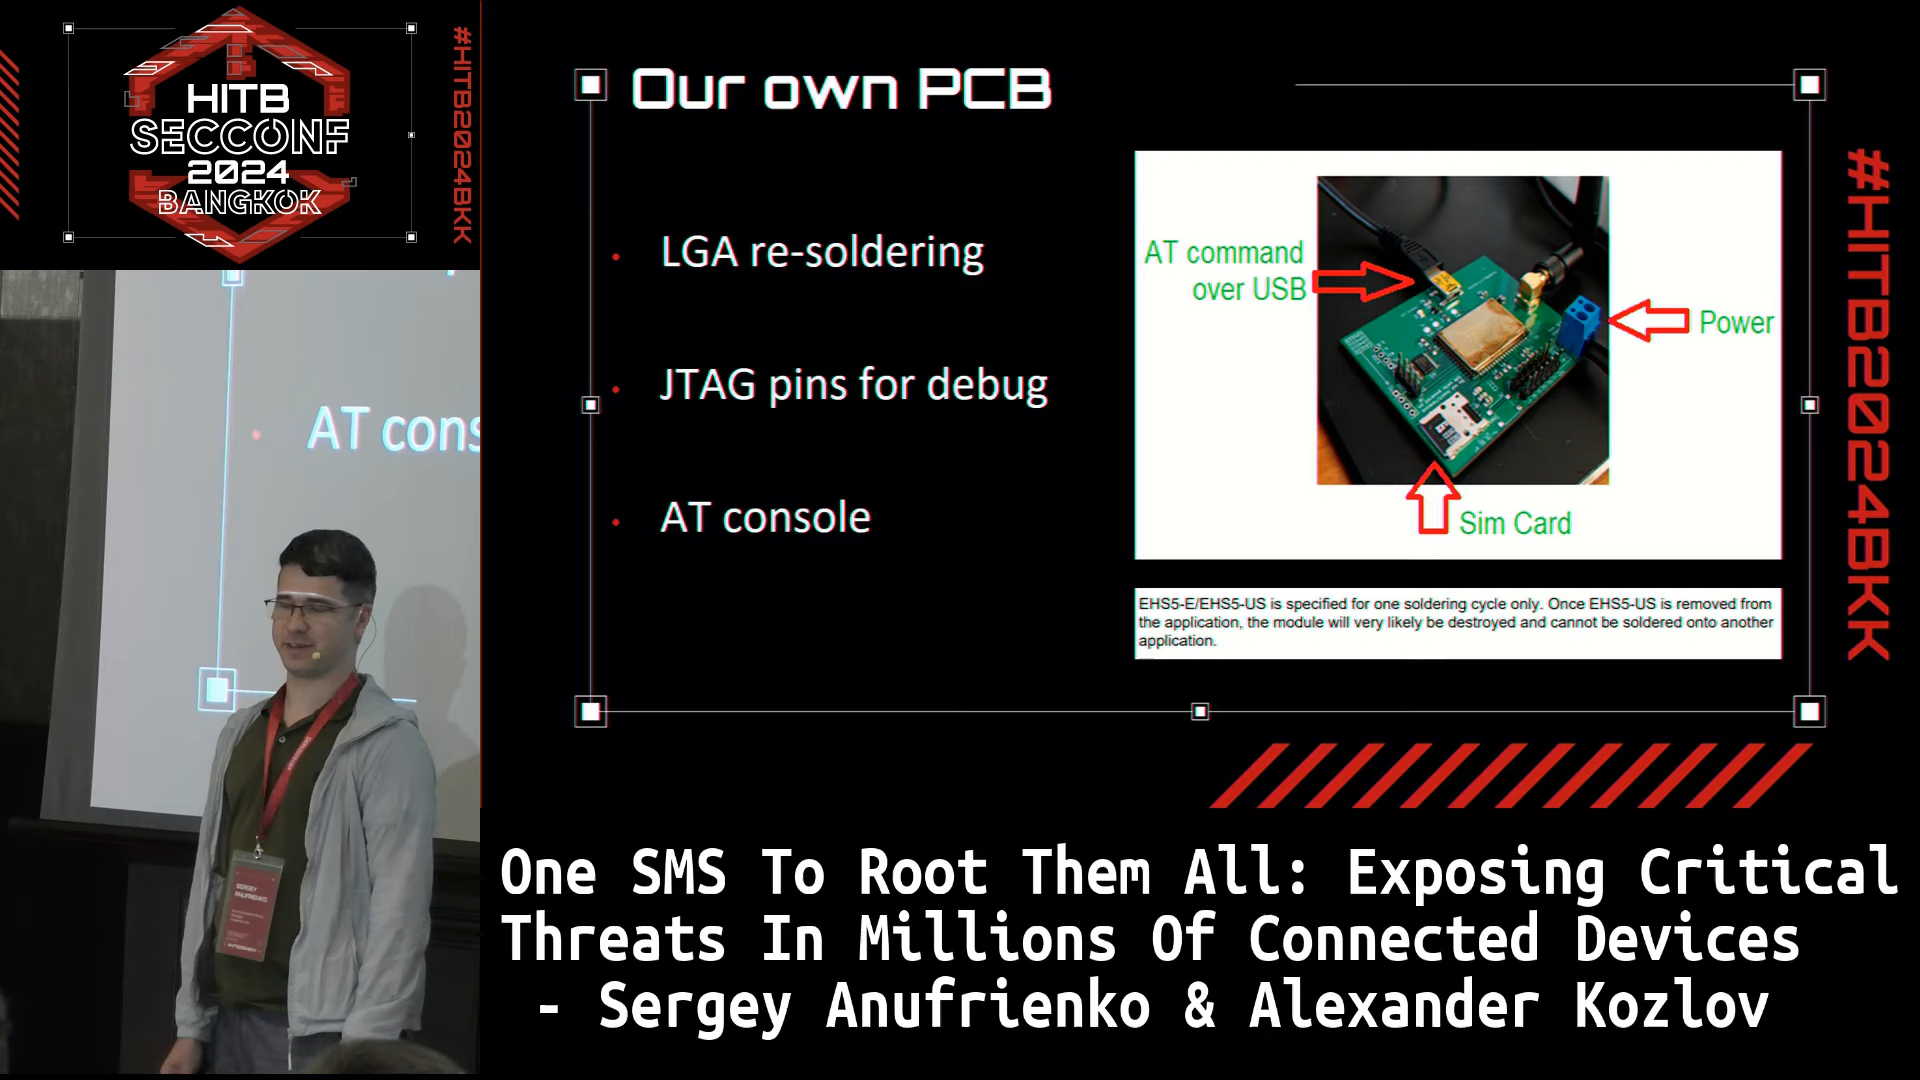 HITB
SECCONF
2024
BANGKOK
#HITB2024BKK
AT cons
SERGEY
ANUFRIENKO
Our own PCB
• LGA re-soldering
• JTAG pins for debug
• AT console
AT command
over USB
Power
Sim Card
EHS5-E/EHS5-US is specified for one soldering cycle only. Once EHS5-US is removed from
the application, the module will very likely be destroyed and cannot be soldered onto another
application.
#HITB2024BKK
One SMS To Root Them All: Exposing Critical
Threats In Millions Of Connected Devices
- Sergey Anufrienko & Alexander Kozlov